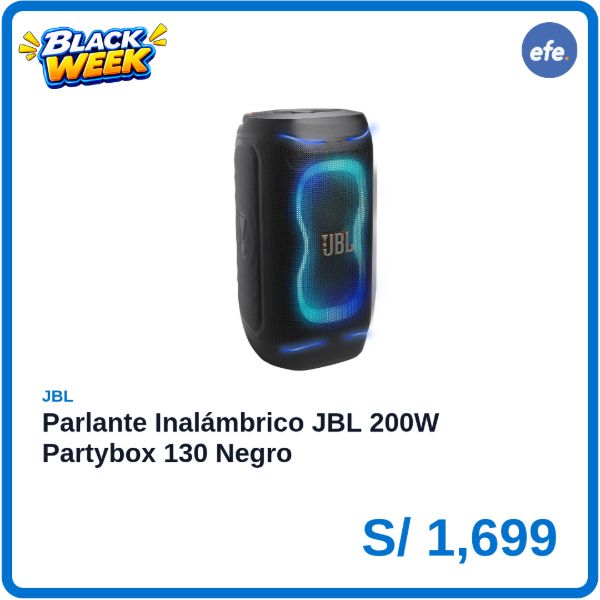 BLACK
WEEK
efe.
JBL
JBL
Parlante Inalámbrico JBL 200W
Partybox 130 Negro
S/ 1,699